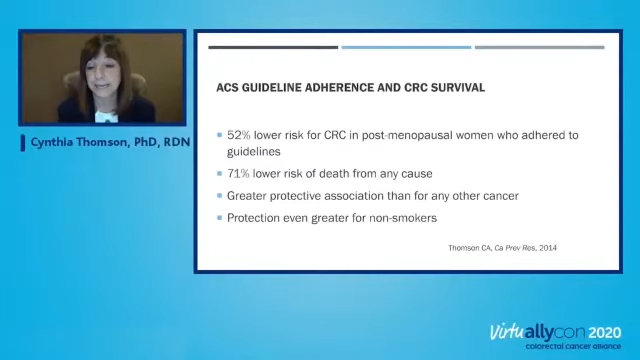 ACS GUIDELINE ADHERENCE AND CRC SURVIVAL
Cynthia Thomson, PhD, RDN
52% lower risk for CRC in post-menopausal women who adhered to
guidelines
71% lower risk of death from any cause
Greater protective association than for any other cancer
Protection even greater for non-smokers
Thomson CA, Ca Prev Res, 2014
Virtuallycon 2020
colorectal cancer alliance